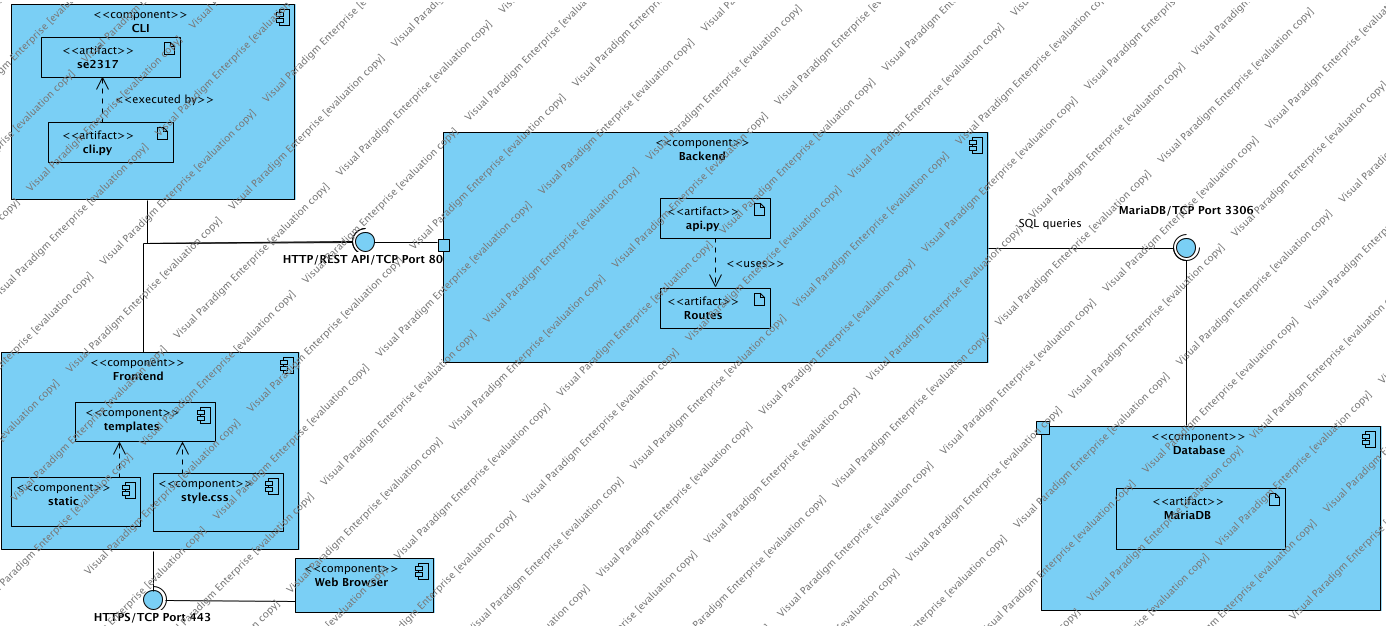 <<component>>
CLI
<<artifact>>
se2317
<<executed by>>
<<artifact>>
cli.py
<<component>>
Backend
<<artifact>>
api.py
<<uses>>
<<artifact>>
Routes
HTTP/REST API/TCP Port 80
SQL queries
MariaDB/TCP Port 3306
<<component>>
Frontend
<<component>>
templates
<<component>>
static
<<component>>
style.css
<<component>>
Database
<<artifact>>
MariaDB
<<component>>
Web Browser
HTTPS/TCP Port 443
Visual Paradigm Enterprise [evaluation copy]